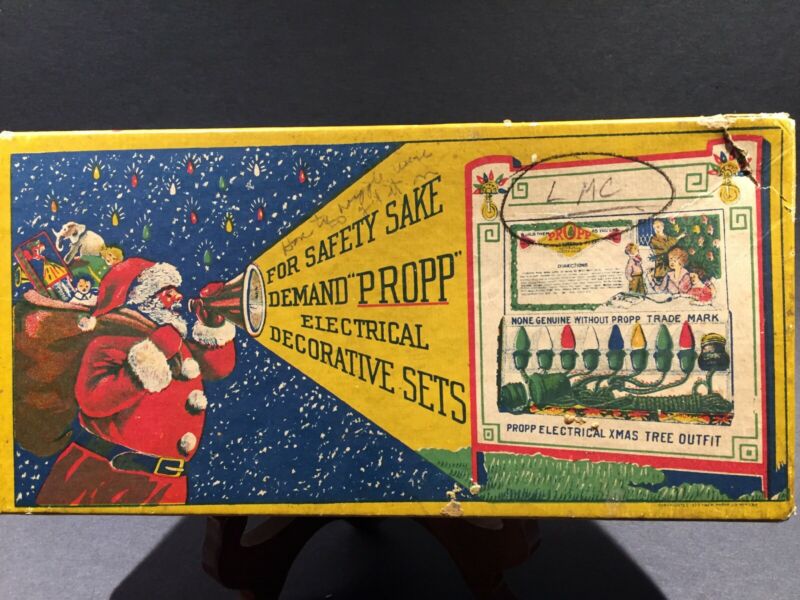 FOR SAFETY SAKE
DEMAND "PROPP"
ELECTRICAL
DECORATIVE SETS
LMC
PROPP
DIRECTIONS
NONE GENUINE WITHOUT PROPP TRADE MARK
PROPP ELECTRICAL XMAS TREE OUTFIT